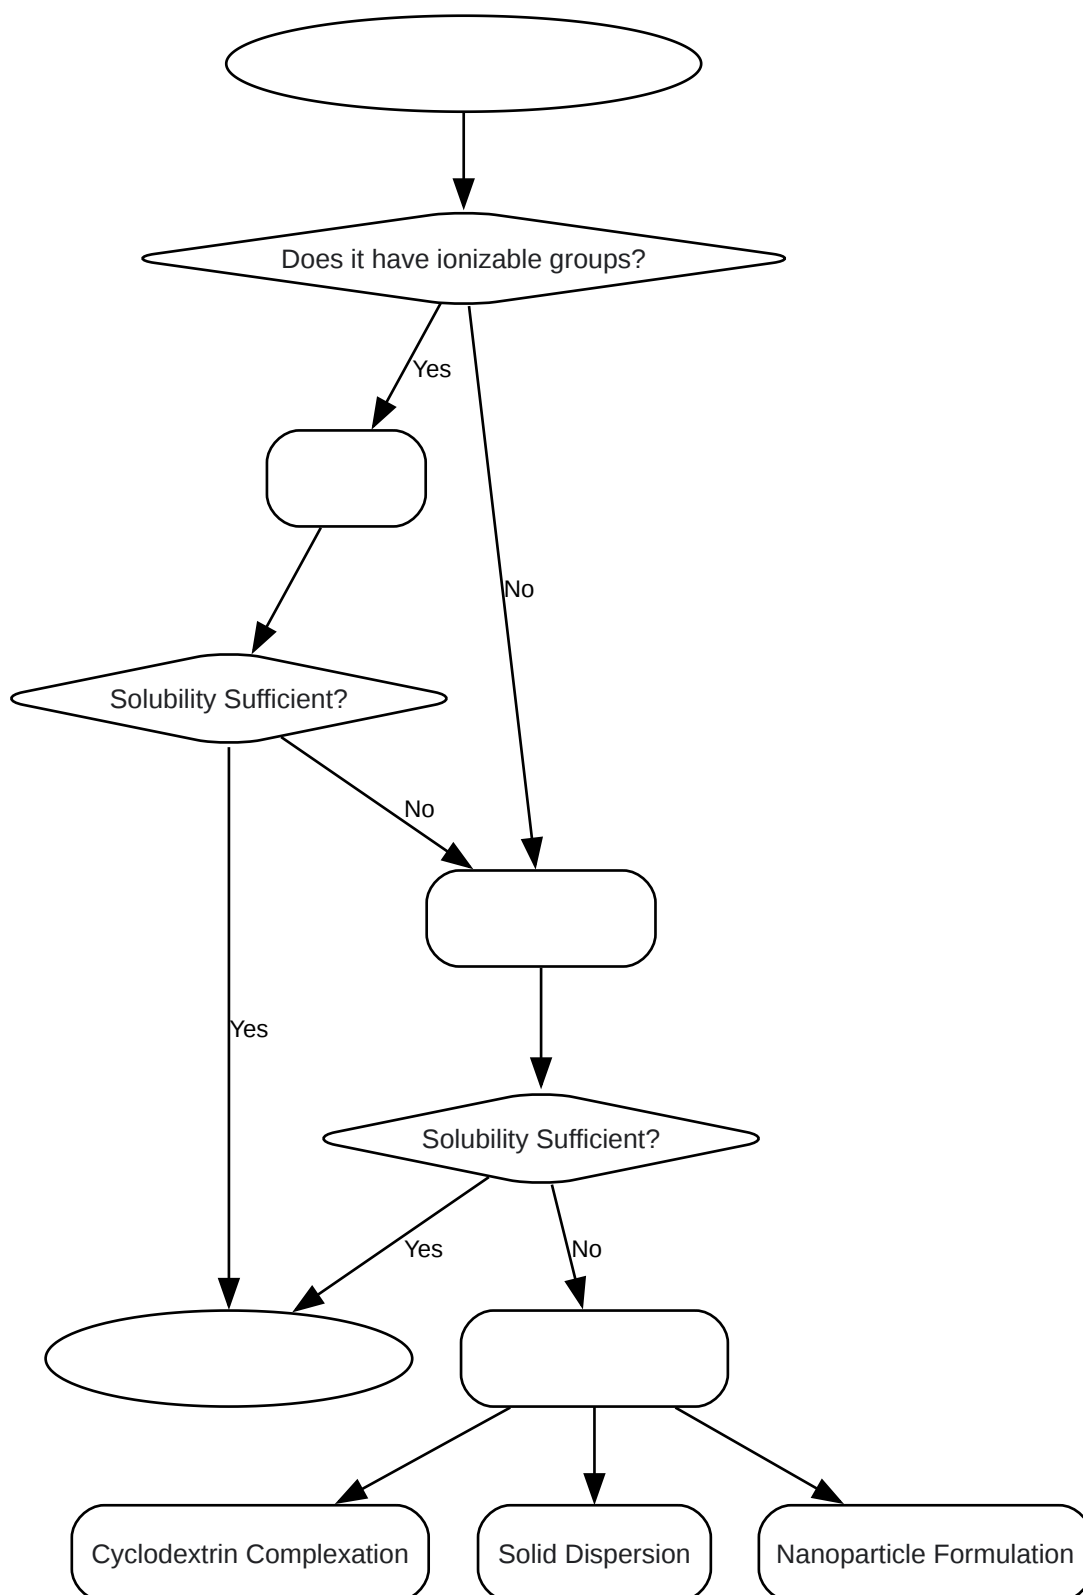 Does it have ionizable groups?
Yes
No
Solubility Sufficient?
No
Yes
Solubility Sufficient?
Yes
No
Cyclodextrin Complexation
Solid Dispersion
Nanoparticle Formulation